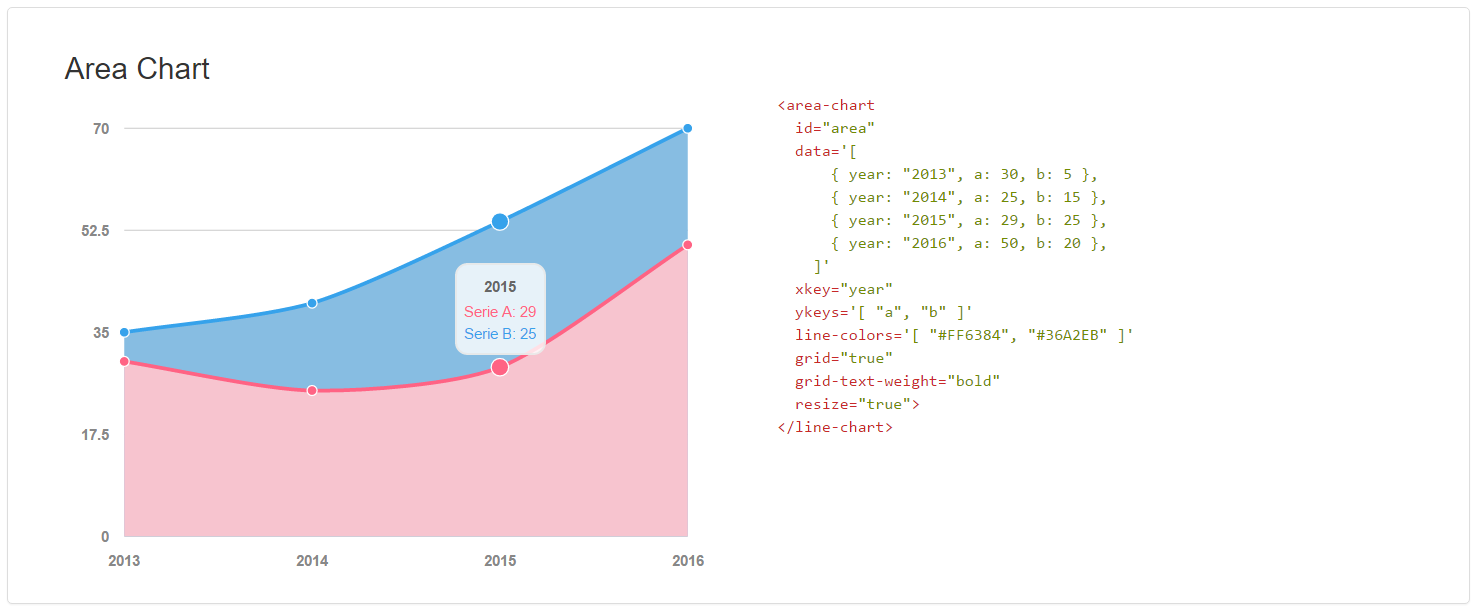 Area Chart
70
52.5
35
17.5
0
2013
2014
2015
2016
2015
Serie A: 29
Serie B: 25
<area-chart
id="area"
data='[
{ year: "2013", a: 30, b: 5 },
{ year: "2014", a: 25, b: 15 },
{ year: "2015", a: 29, b: 25 },
{ year: "2016", a: 50, b: 20 },
]'
xkey="year"
ykeys='[ "a", "b" ]'
line-colors='[ "#FF6384", "#36A2EB" ]'
grid="true"
grid-text-weight="bold"
resize="true">
</line-chart>